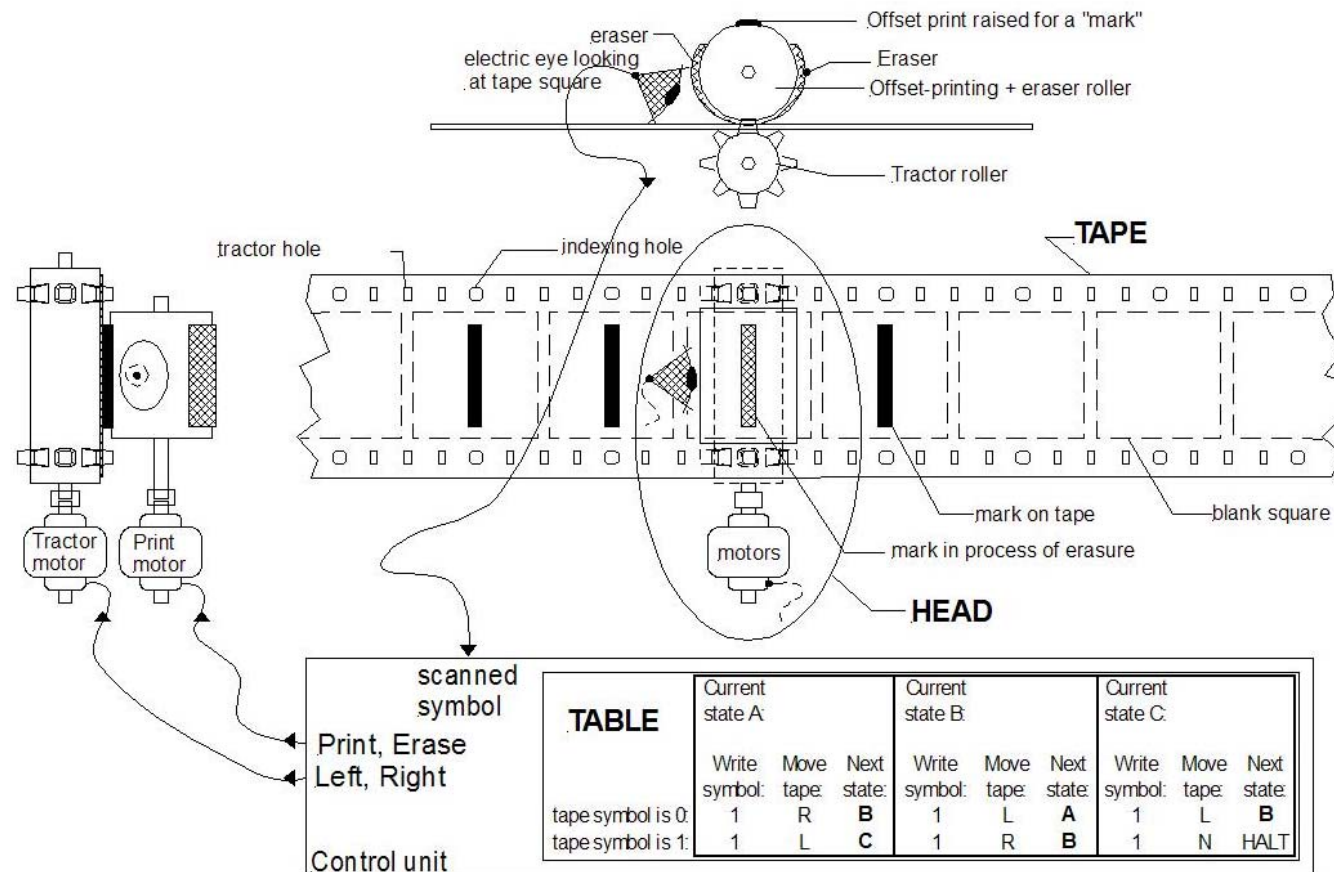 Offset print raised for a "mark"
eraser
electric eye looking
at tape square
Eraser
Offset-printing + eraser roller
Tractor roller
tractor hole
indexing hole
TAPE
mark on tape
blank square
mark in process of erasure
Tractor
motor
Print
motor
motors
HEAD
scanned
symbol
Print, Erase
Left, Right
Control unit
TABLE
Current
state A:
Current
state B:
Current
state C:
Write Move Next Write Move Next Write Move Next
symbol: tape: state: symbol: tape: state: symbol: tape: state:
tape symbol is 0: 1 R B 1 L A 1 L B
tape symbol is 1: 1 L C 1 R B 1 N HALT